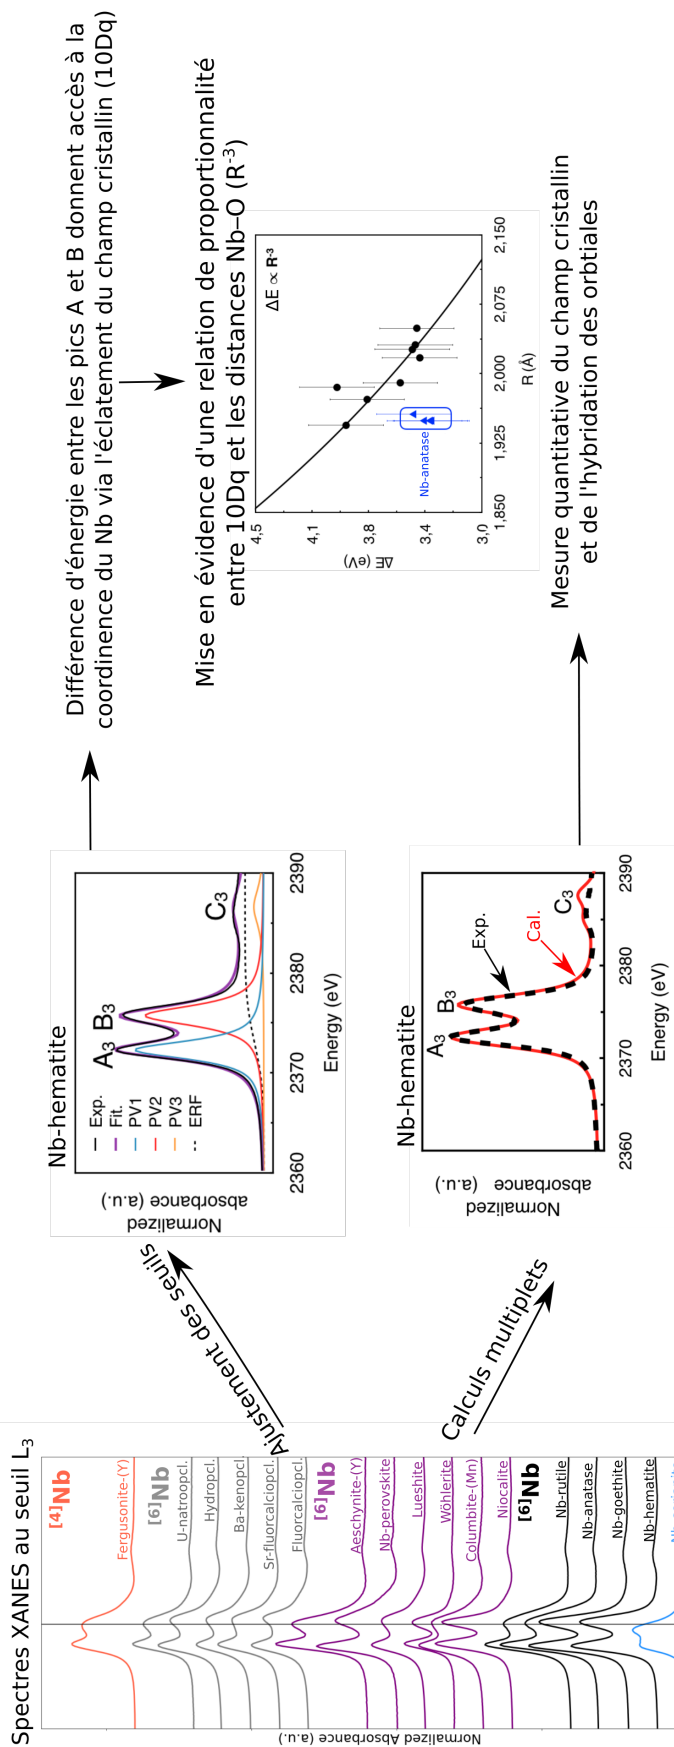 Spectres XANES au seuil L3
Normalized Absorbance (a.u.)
[4]Nb
Fergusonite-(Y)
[6]Nb
U-natroopcl.
Hydropcl.
Ba-kenopcl.
Sr-fluorcalciopcl.
Fluorcalciopcl.
[6]Nb
Aeschynite-(Y)
Nb-perovskite
Lueshite
Wöhlerite
Columbite-(Mn)
Niocalite
[6]Nb
Nb-rutile
Nb-anatase
Nb-goethite
Nb-hematite
Ajustement des seuils
Calculs multiplets
Nb-hematite
Normalized
absorbance (a.u.)
Exp.
Fit.
PV1
PV2
PV3
ERF
A3
B3
C3
2360
2370
2380
2390
Energy (eV)
Nb-hematite
Normalized
absorbance (a.u.)
A3
B3
C3
Exp.
Cal.
2360
2370
2380
2390
Energy (eV)
Différence d'énergie entre les pics A et B donnent accès à la
coordinence du Nb via l'éclatement du champ cristallin (10Dq)
Mise en évidence d'une relation de proportionnalité
entre 10Dq et les distances Nb–O (R-3)
ΔE ∝ R-3
4,5
4,1
3,8
3,4
3,0
ΔE (eV)
Nb-anatase
1,850
1,925
2,000
2,075
2,150
R (Å)
Mesure quantitative du champ cristallin
et de l'hybridation des orbtiales